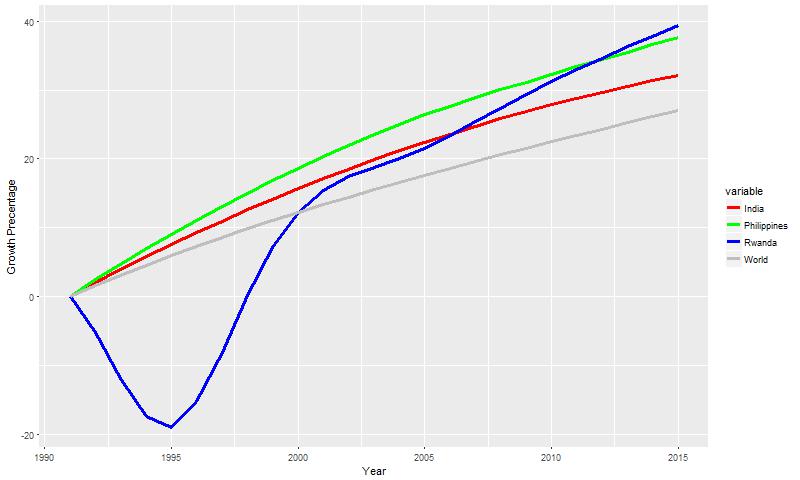 40
20
0
-20
Growth Precentage
1990
1995
2000
2005
2010
2015
Year
variable
India
Philippines
Rwanda
World